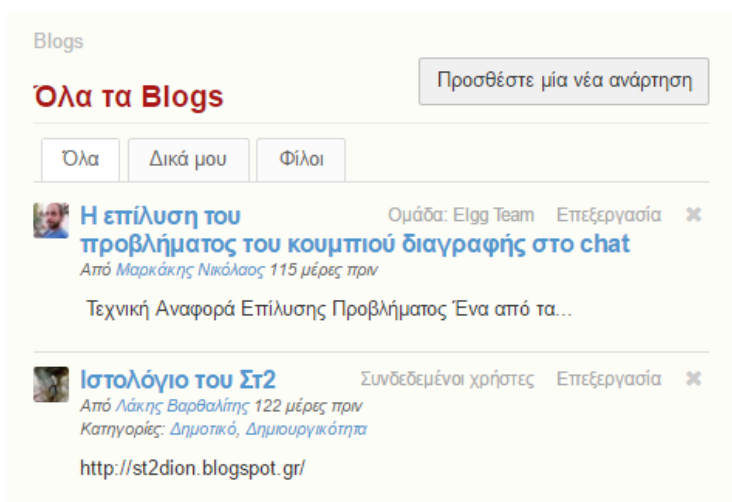 Blogs
Όλα τα Blogs
Προσθέστε μία νέα ανάρτηση
Όλα Δικά μου Φίλοι
Η επίλυση του Ομάδα: Elgg Team Επεξεργασία
προβλήματος του κουμπιού διαγραφής στο chat
Από Μαρκάκης Νικόλαος 115 μέρες πριν
Τεχνική Αναφορά Επίλυσης Προβλήματος Ένα από τα...
Ιστολόγιο του Στ2 Συνδεδεμένοι χρήστες Επεξεργασία
Από Λάκης Βαρθαλίτης 122 μέρες πριν
Κατηγορίες: Δημοτικό, Δημιουργικότητα
http://st2dion.blogspot.gr/